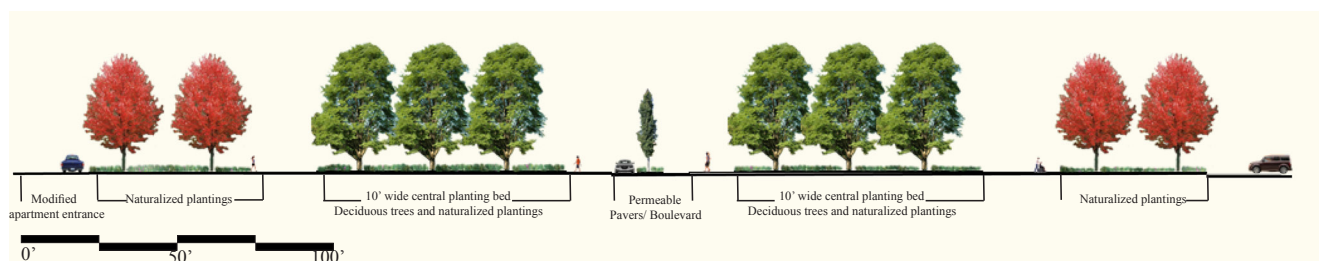 Modified
apartment entrance
Naturalized plantings
10' wide central planting bed
Deciduous trees and naturalized plantings
Permeable
Pavers/ Boulevard
10' wide central planting bed
Deciduous trees and naturalized plantings
Naturalized plantings
0’
50’
100’